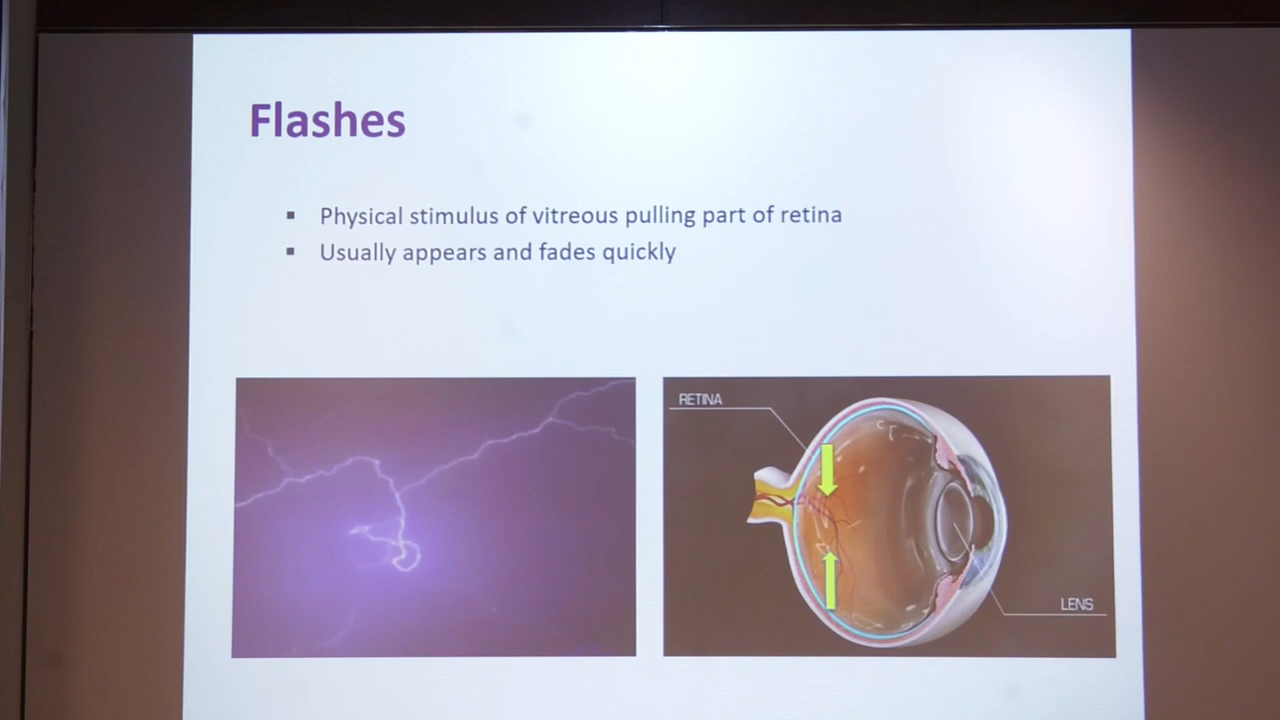 Flashes
▪ Physical stimulus of vitreous pulling part of retina
▪ Usually appears and fades quickly
RETINA
LENS